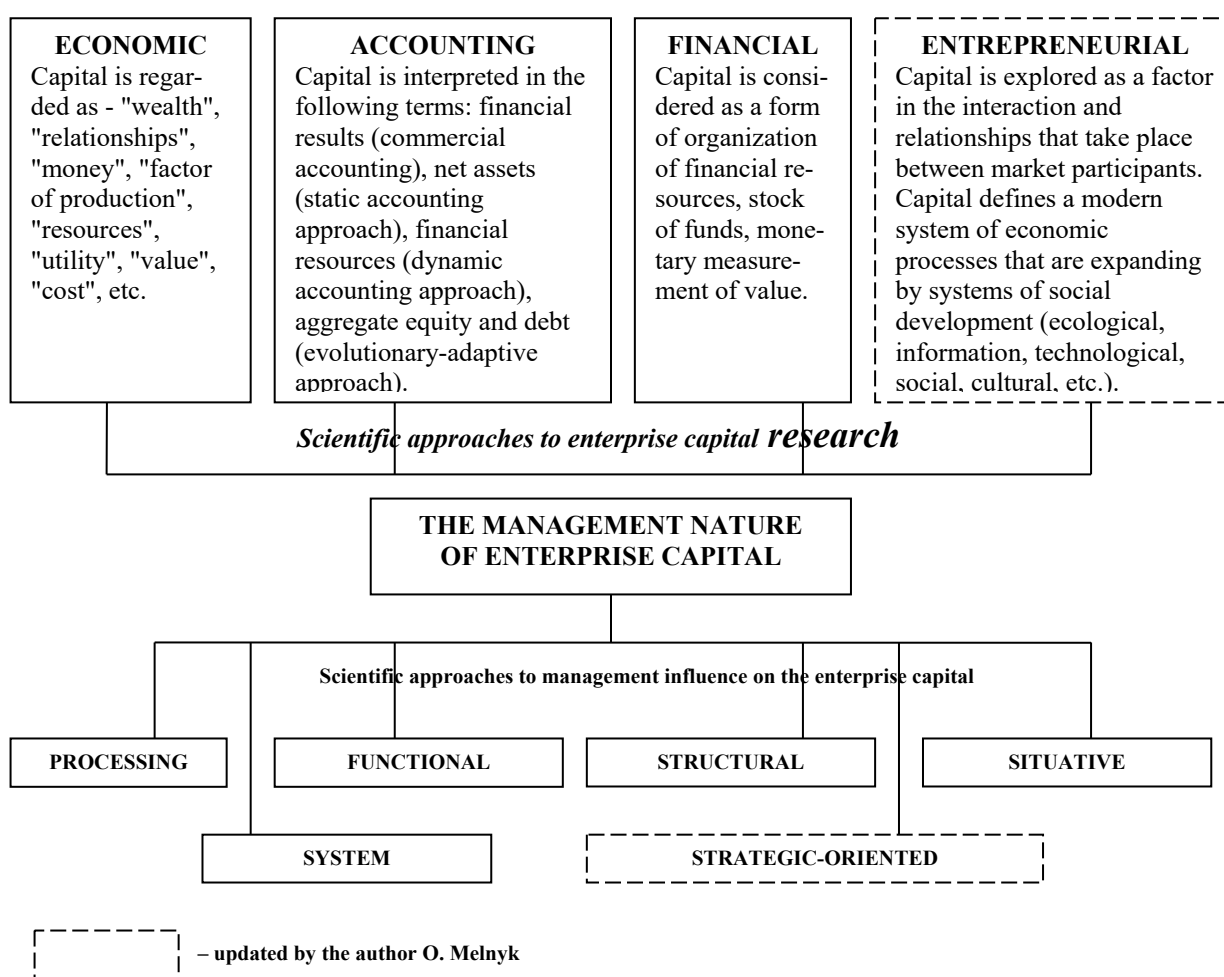 ECONOMIC
Capital is regar-
ded as - "wealth",
"relationships",
"money", "factor
of production",
"resources",
"utility", "value",
"cost", etc.
ACCOUNTING
Capital is interpreted in the
following terms: financial
results (commercial
accounting), net assets
(static accounting
approach), financial
resources (dynamic
accounting approach),
aggregate equity and debt
(evolutionary-adaptive
approach).
FINANCIAL
Capital is consi-
dered as a form
of organization
of financial re-
sources, stock
of funds, mone-
tary measure-
ment of value.
ENTREPRENEURIAL
Capital is explored as a factor
in the interaction and
relationships that take place
between market participants.
Capital defines a modern
system of economic
processes that are expanding
by systems of social
development (ecological,
information, technological,
social, cultural, etc.).
Scientific approaches to enterprise capital research
THE MANAGEMENT NATURE
OF ENTERPRISE CAPITAL
Scientific approaches to management influence on the enterprise capital
PROCESSING
FUNCTIONAL
STRUCTURAL
SITUATIVE
SYSTEM
STRATEGIC-ORIENTED
– updated by the author O. Melnyk